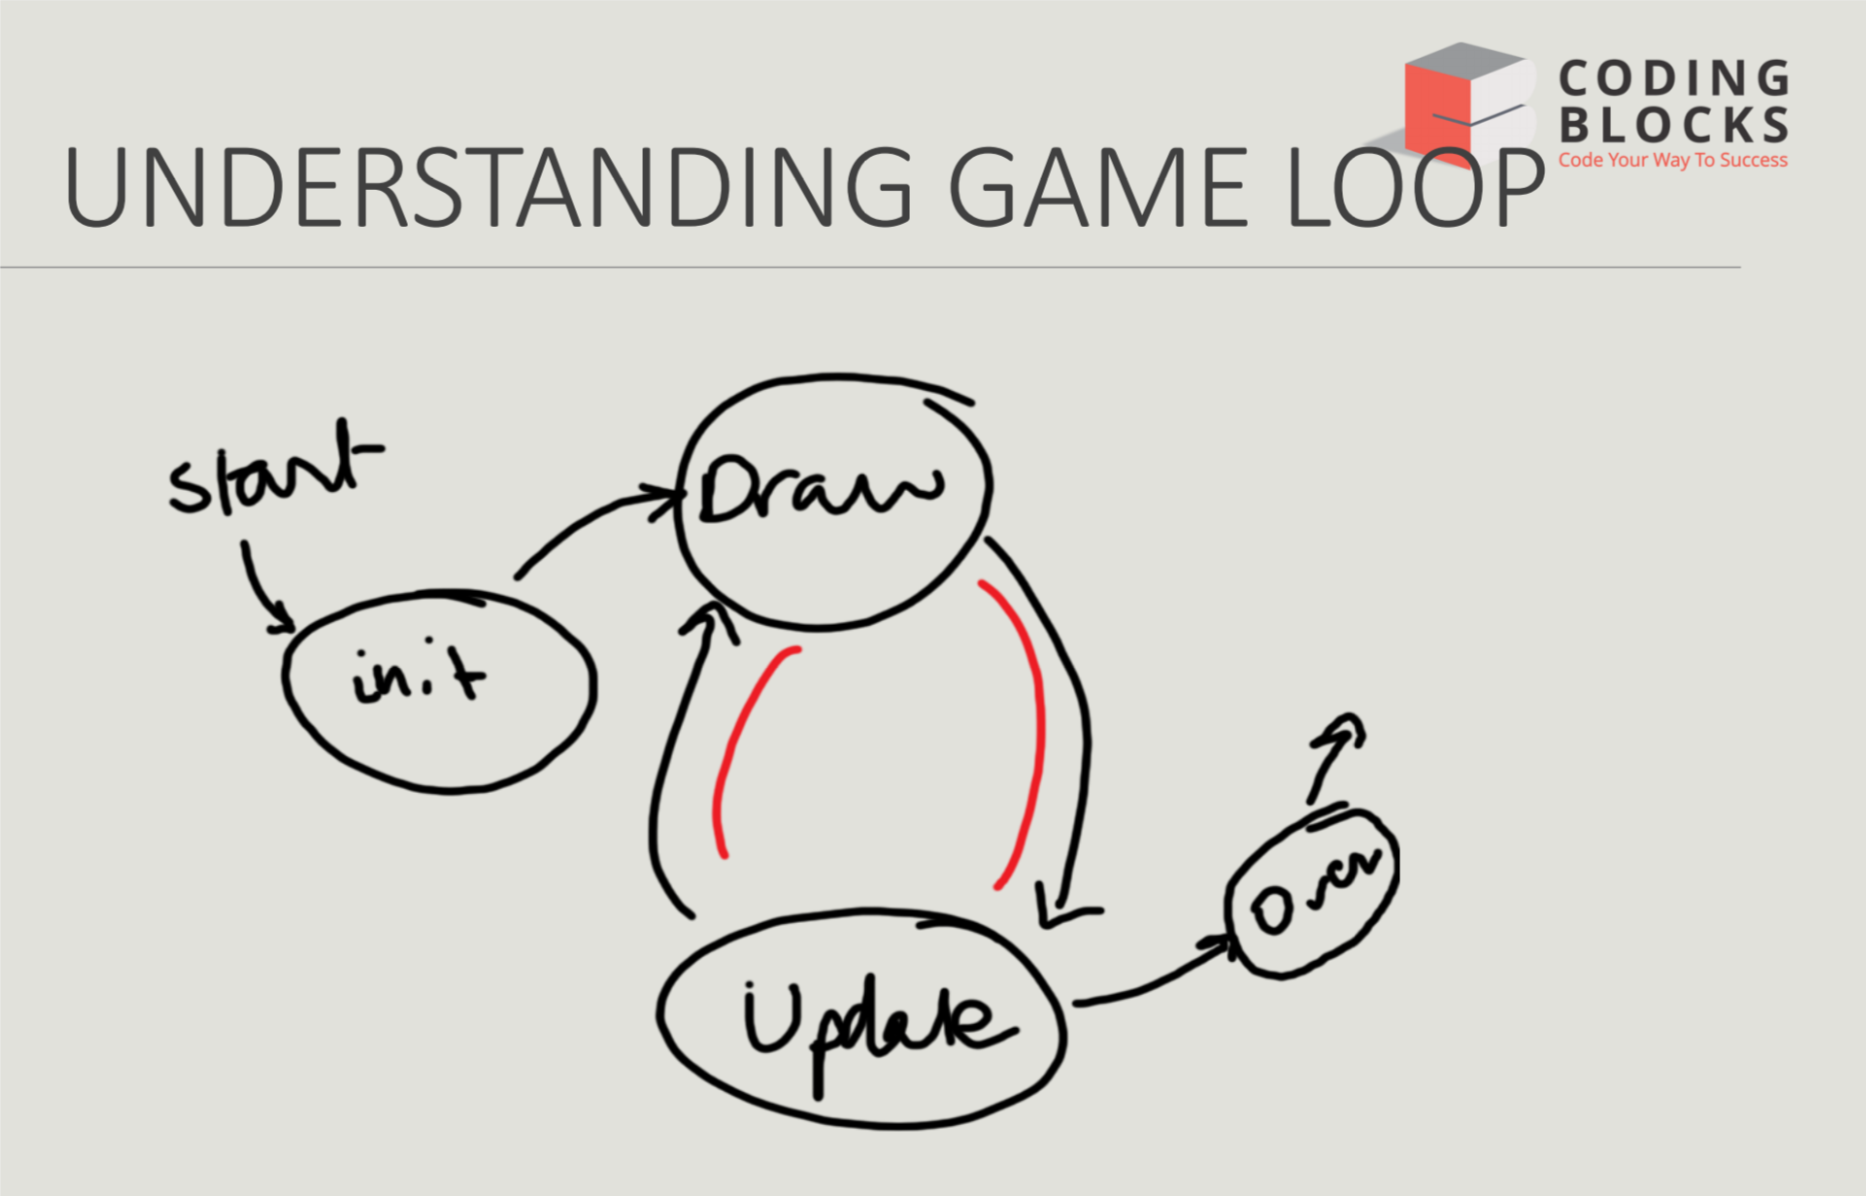 CODING
BLOCKS
Code Your Way To Success
UNDERSTANDING GAME LOOP
start
Draw
init
Over
Update